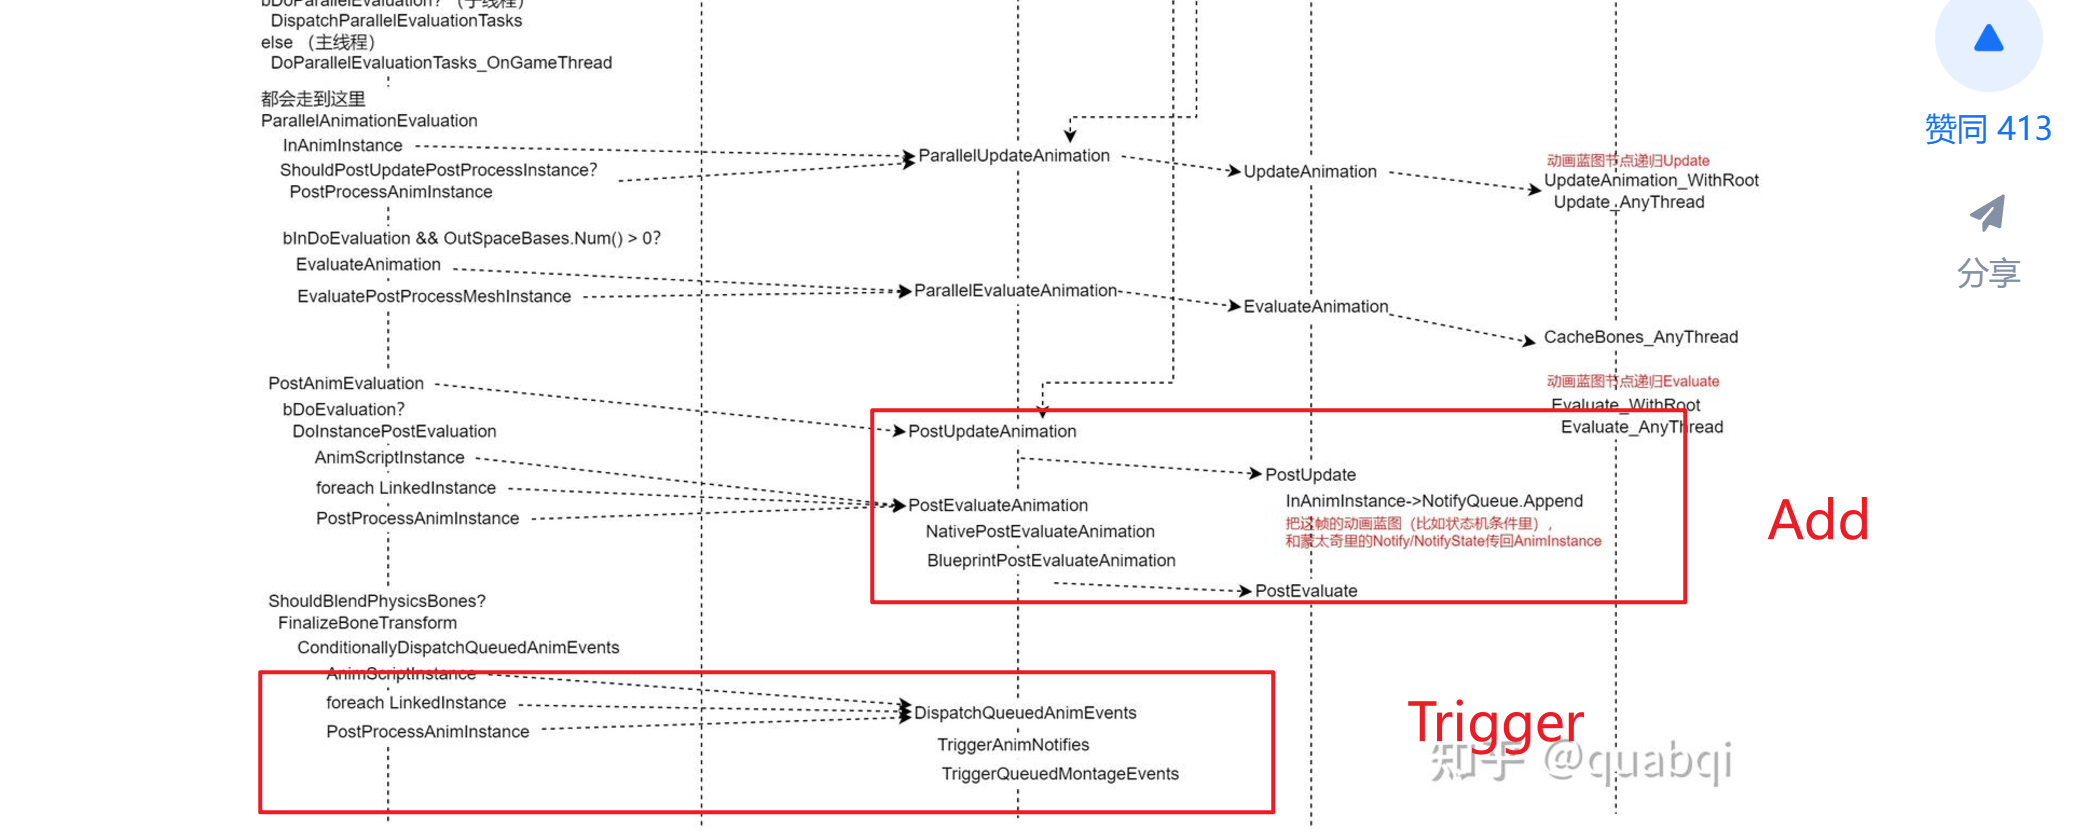 bDoParallelEvaluation? （子线程）
DispatchParallelEvaluationTasks
else （主线程）
DoParallelEvaluationTasks_OnGameThread
都会走到这里
ParallelAnimationEvaluation
InAnimInstance
ShouldPostUpdatePostProcessInstance?
PostProcessAnimInstance
bInDoEvaluation && OutSpaceBases.Num() > 0?
EvaluateAnimation
EvaluatePostProcessMeshInstance
PostAnimEvaluation
bDoEvaluation?
DoInstancePostEvaluation
AnimScriptInstance
foreach LinkedInstance
PostProcessAnimInstance
ShouldBlendPhysicsBones?
FinalizeBoneTransform
ConditionallyDispatchQueuedAnimEvents
AnimScriptInstance
foreach LinkedInstance
PostProcessAnimInstance
ParallelUpdateAnimation
ParallelEvaluateAnimation
PostUpdateAnimation
PostEvaluateAnimation
NativePostEvaluateAnimation
BlueprintPostEvaluateAnimation
DispatchQueuedAnimEvents
TriggerAnimNotifies
TriggerQueuedMontageEvents
UpdateAnimation
EvaluateAnimation
PostUpdate
InAnimInstance->NotifyQueue.Append
把这帧的动画蓝图（比如状态机条件里），
和蒙太奇里的Notify/NotifyState传回AnimInstance
PostEvaluate
动画蓝图节点递归Update
UpdateAnimation_WithRoot
Update_AnyThread
CacheBones_AnyThread
动画蓝图节点递归Evaluate
Evaluate_WithRoot
Evaluate_AnyThread
Add
Trigger
知乎 @quabqi
赞同 413
分享